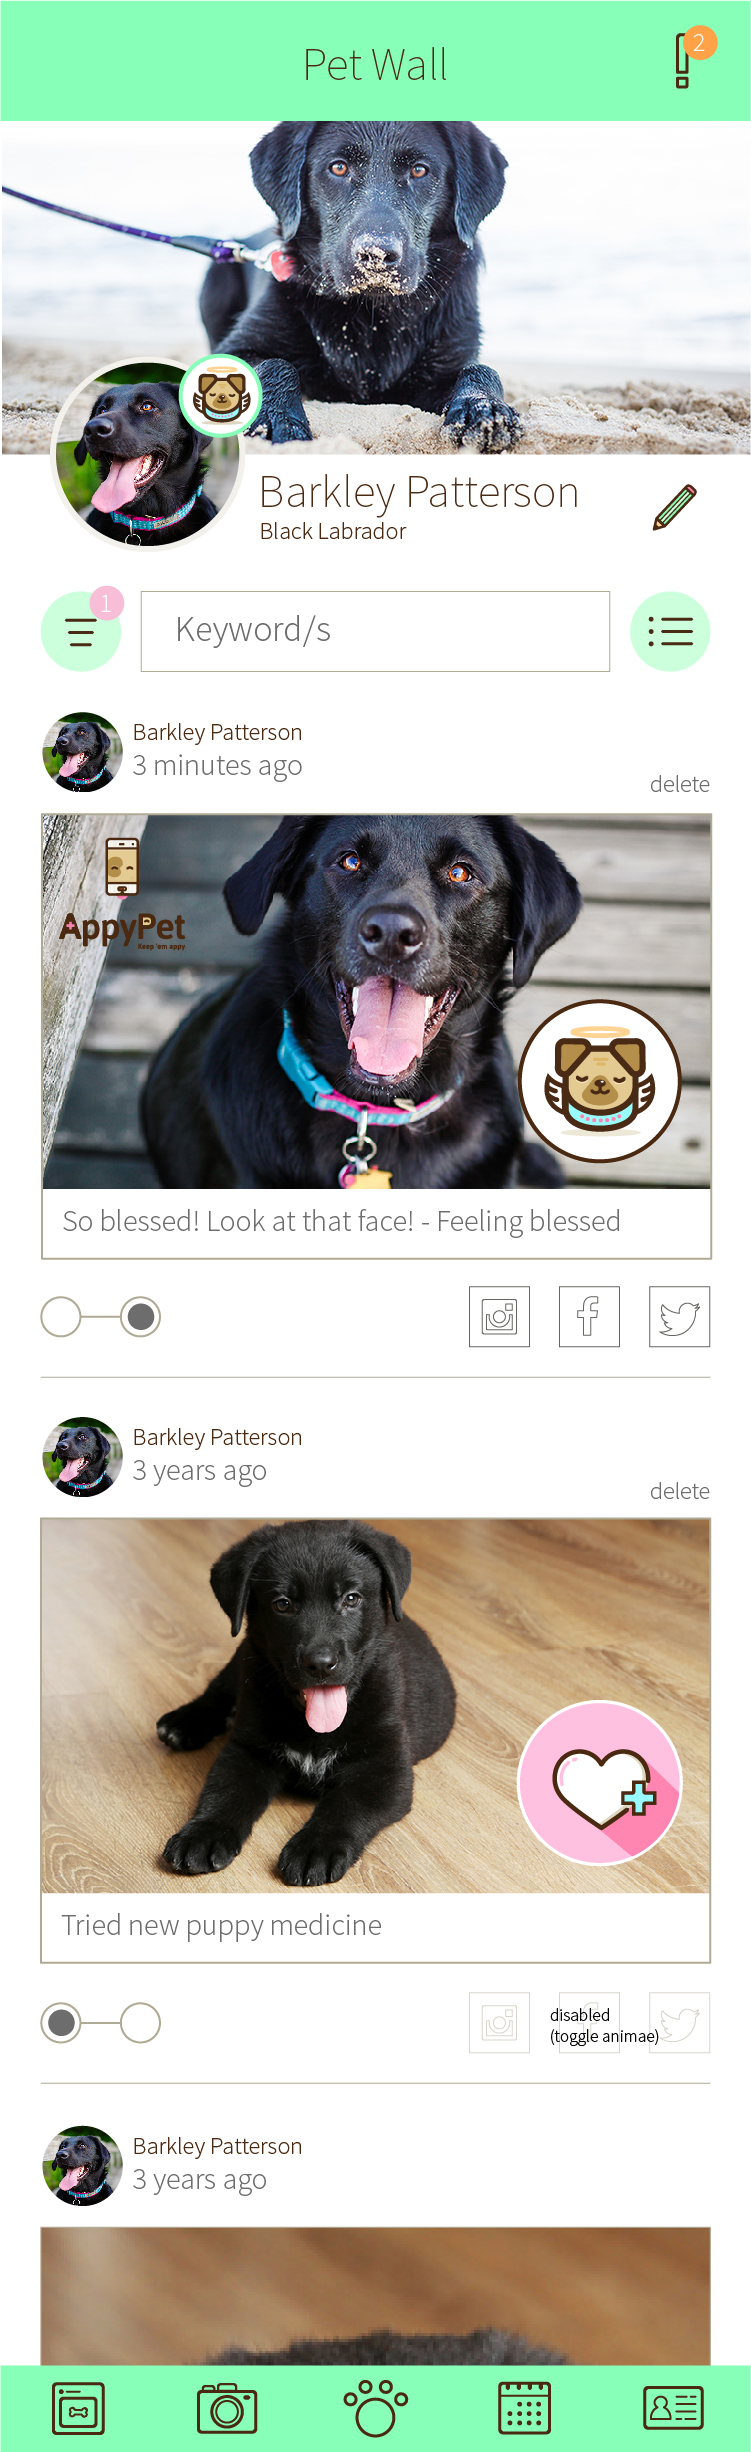 Pet Wall
2
Barkley Patterson
Black Labrador
1
Keyword/s
Barkley Patterson
3 minutes ago
delete
AppyPet
Keep 'em appy
So blessed! Look at that face! - Feeling blessed
Barkley Patterson
3 years ago
delete
Tried new puppy medicine
disabled
(toggle animae)
Barkley Patterson
3 years ago